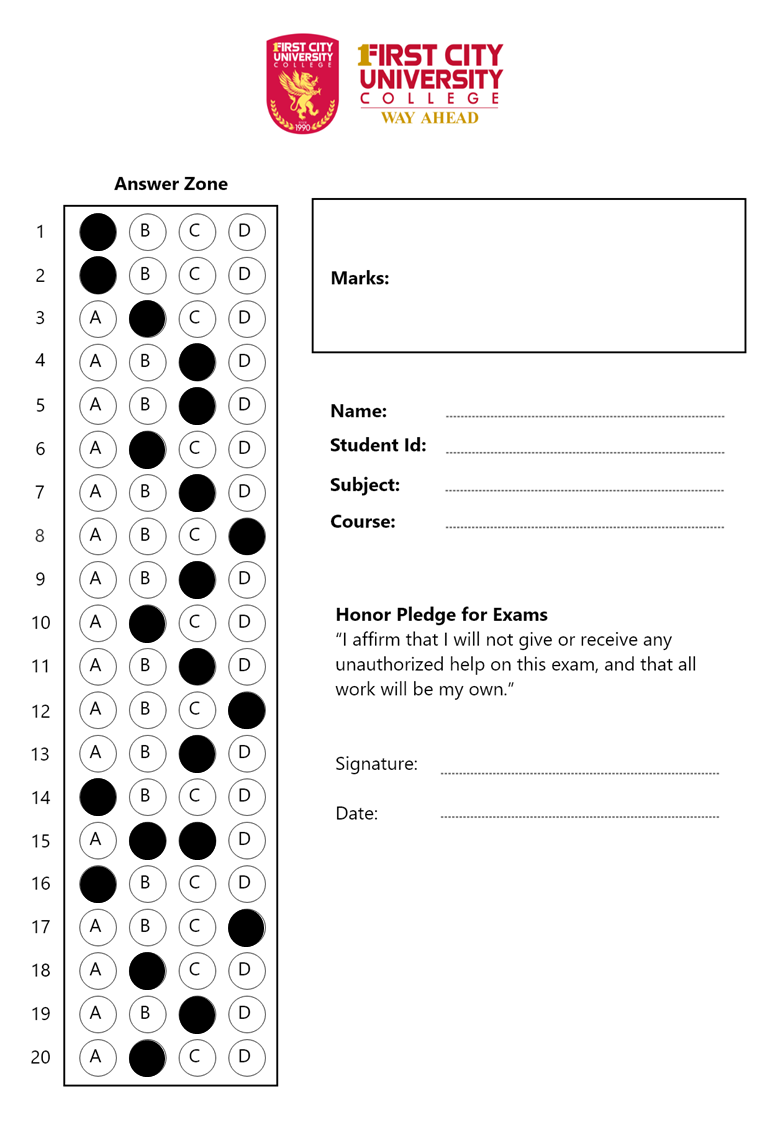 1FIRST CITY
UNIVERSITY
COLLEGE
SINCE
1990
1FIRST CITY
UNIVERSITY
COLLEGE
WAY AHEAD
Answer Zone
1 B C D
2 B C D
3 A C D
4 A B D
5 A B D
6 A C D
7 A B D
8 A B C
9 A B D
10 A C D
11 A B D
12 A B C
13 A B D
14 B C D
15 A D
16 B C D
17 A B C
18 A C D
19 A B D
20 A C D
Marks:
Name:
Student Id:
Subject:
Course:
Honor Pledge for Exams
“I affirm that I will not give or receive any
unauthorized help on this exam, and that all
work will be my own.”
Signature:
Date: